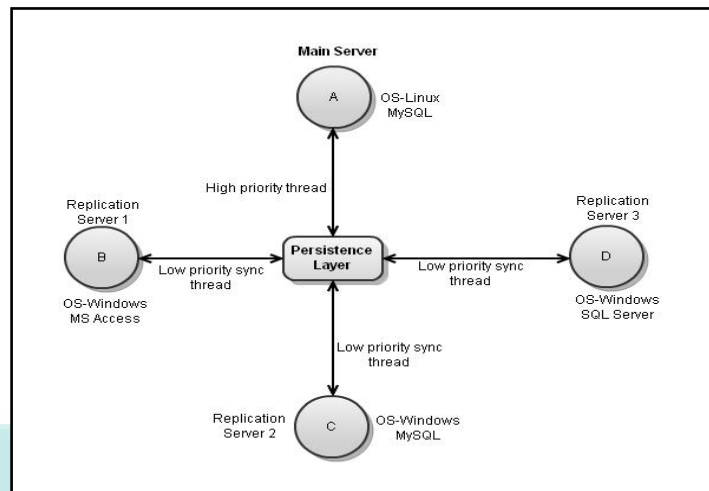 Main Server
A
OS-Linux
MySQL
High priority thread
Replication
Server 1
B
OS-Windows
MS Access
Low priority sync
thread
Persistence
Layer
Low priority sync
thread
Replication
Server 3
D
OS-Windows
SQL Server
Low priority sync
thread
Replication
Server 2
C
OS-Windows
MySQL